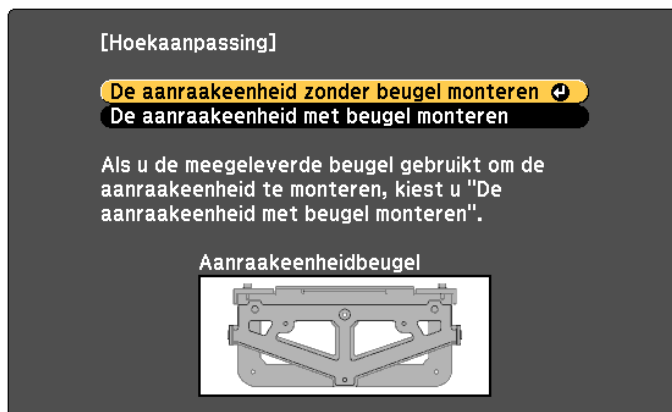 [Hoekaanpassing]
De aanraakeenheid zonder beugel monteren
De aanraakeenheid met beugel monteren
Als u de meegeleverde beugel gebruikt om de
aanraakeenheid te monteren, kiest u "De
aanraakeenheid met beugel monteren".
Aanraakeenheidbeugel